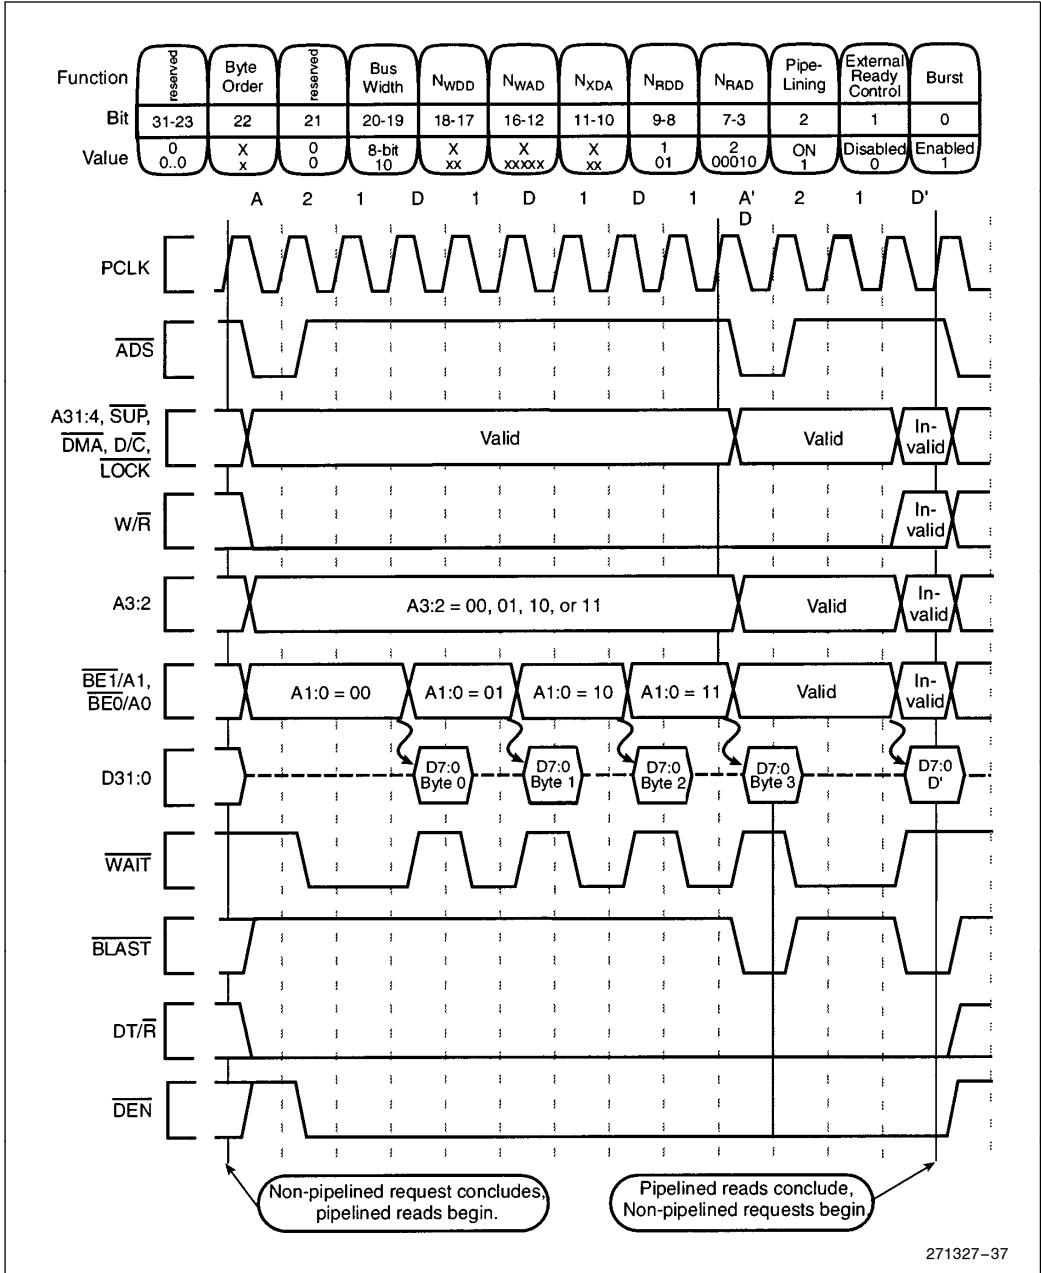 Function reserved Byte Order reserved Bus Width NWDD NWAD NXDA NRDD NRAD Pipe-Lining External Ready Control Burst
Bit 31-23 22 21 20-19 18-17 16-12 11-10 9-8 7-3 2 1 0
Value 0 0..0 X x 0 0 8-bit 10 X xx X xxxxx X xx 1 01 2 00010 ON 1 Disabled 0 Enabled 1
A 2 1 D 1 D 1 D 1 A' D 2 1 D'
PCLK
ADS
A31:4, SUP, DMA, D/C, LOCK Valid Valid In-valid
W/R In-valid
A3:2 A3:2 = 00, 01, 10, or 11 Valid In-valid
BE1/A1, BE0/A0 A1:0 = 00 A1:0 = 01 A1:0 = 10 A1:0 = 11 Valid In-valid
D31:0 D7:0 Byte 0 D7:0 Byte 1 D7:0 Byte 2 D7:0 Byte 3 D7:0 D'
WAIT
BLAST
DT/R
DEN
Non-pipelined request concludes,
pipelined reads begin.
Pipelined reads conclude,
Non-pipelined requests begin.
271327-37